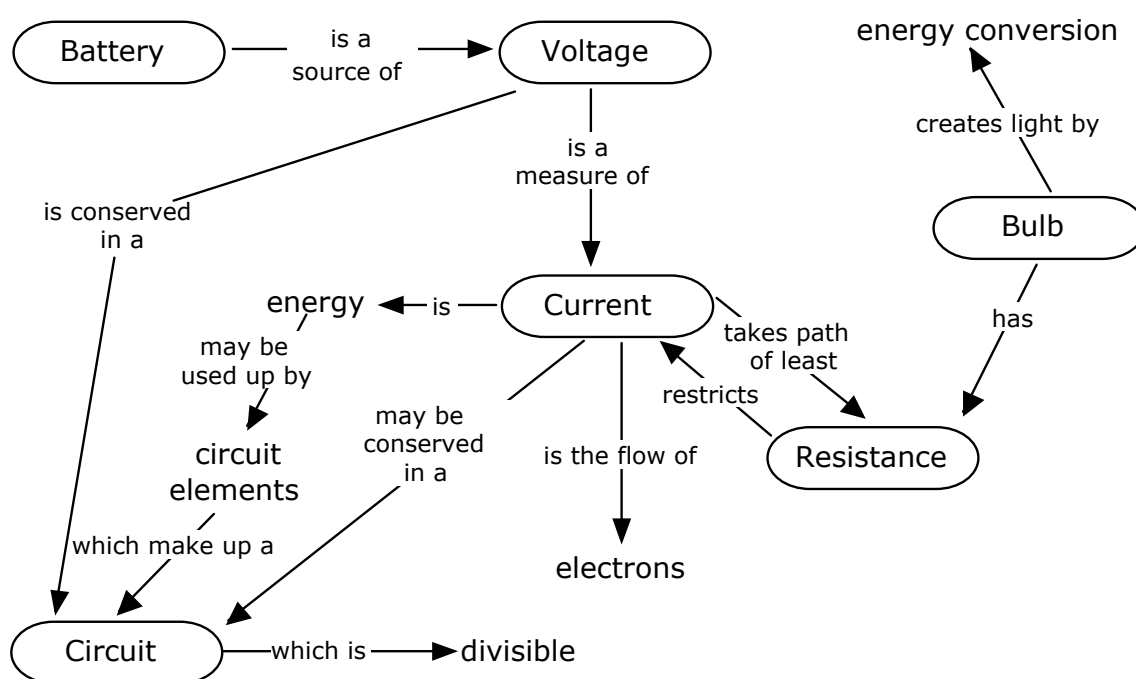 energy conversion
Battery
is a
source of
Voltage
creates light by
is a
measure of
is conserved
in a
Bulb
energy
is
Current
has
takes path
of least
may be
used up by
restricts
may be
conserved
in a
is the flow of
Resistance
circuit
elements
which make up a
electrons
Circuit
which is
divisible